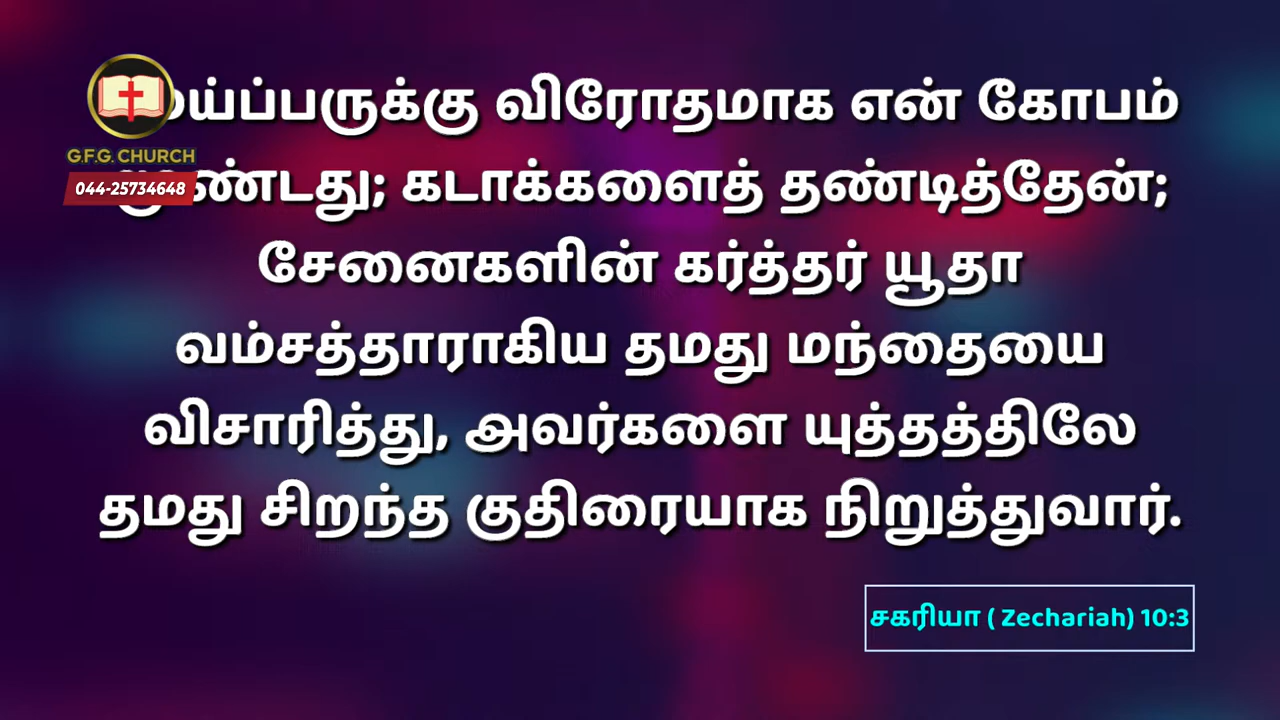 விரோதமாக என் கோபம்
G.F.G. CHURCH
044-25734648
கடாக்களைத் தண்டித்தேன்;
சேனைகளின் கர்த்தர் யூதா
வம்சத்தாராகிய தமது மந்தையை
விசாரித்து, அவர்களை யுத்தத்திலே
தமது சிறந்த குதிரையாக நிறுத்துவார்.
சகரியா ( Zechariah) 10:3